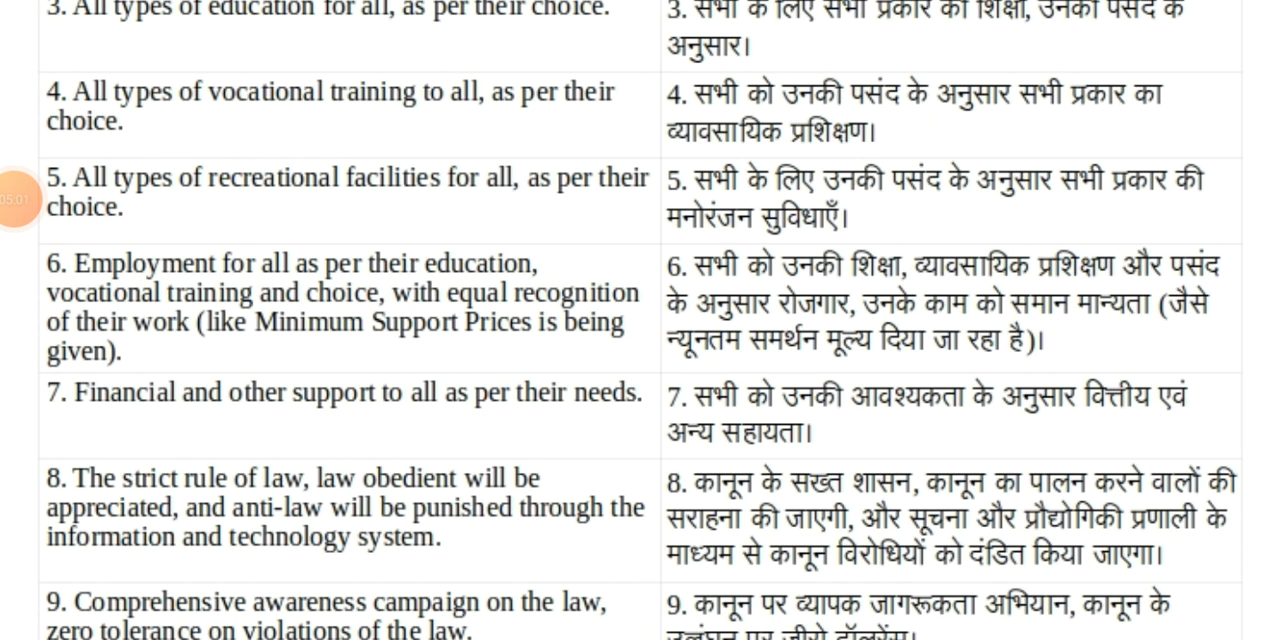 3. All types of education for all, as per their choice.
3. सभी के लिए सभी प्रकार की शिक्षा, उनकी पसंद के
अनुसार।
4. All types of vocational training to all, as per their
choice.
4. सभी को उनकी पसंद के अनुसार सभी प्रकार का
व्यावसायिक प्रशिक्षण।
05:01
5. All types of recreational facilities for all, as per their
choice.
5. सभी के लिए उनकी पसंद के अनुसार सभी प्रकार की
मनोरंजन सुविधाएँ।
6. Employment for all as per their education,
vocational training and choice, with equal recognition
of their work (like Minimum Support Prices is being
given).
6. सभी को उनकी शिक्षा, व्यावसायिक प्रशिक्षण और पसंद
के अनुसार रोजगार, उनके काम को समान मान्यता (जैसे
न्यूनतम समर्थन मूल्य दिया जा रहा है)।
7. Financial and other support to all as per their needs.
7. सभी को उनकी आवश्यकता के अनुसार वित्तीय एवं
अन्य सहायता।
8. The strict rule of law, law obedient will be
appreciated, and anti-law will be punished through the
information and technology system.
8. कानून के सख्त शासन, कानून का पालन करने वालों की
सराहना की जाएगी, और सूचना और प्रौद्योगिकी प्रणाली के
माध्यम से कानून विरोधियों को दंडित किया जाएगा।
9. Comprehensive awareness campaign on the law,
zero tolerance on violations of the law.
9. कानून पर व्यापक जागरूकता अभियान, कानून के
उल्लंघन पर जीरो टॉलरेंस।